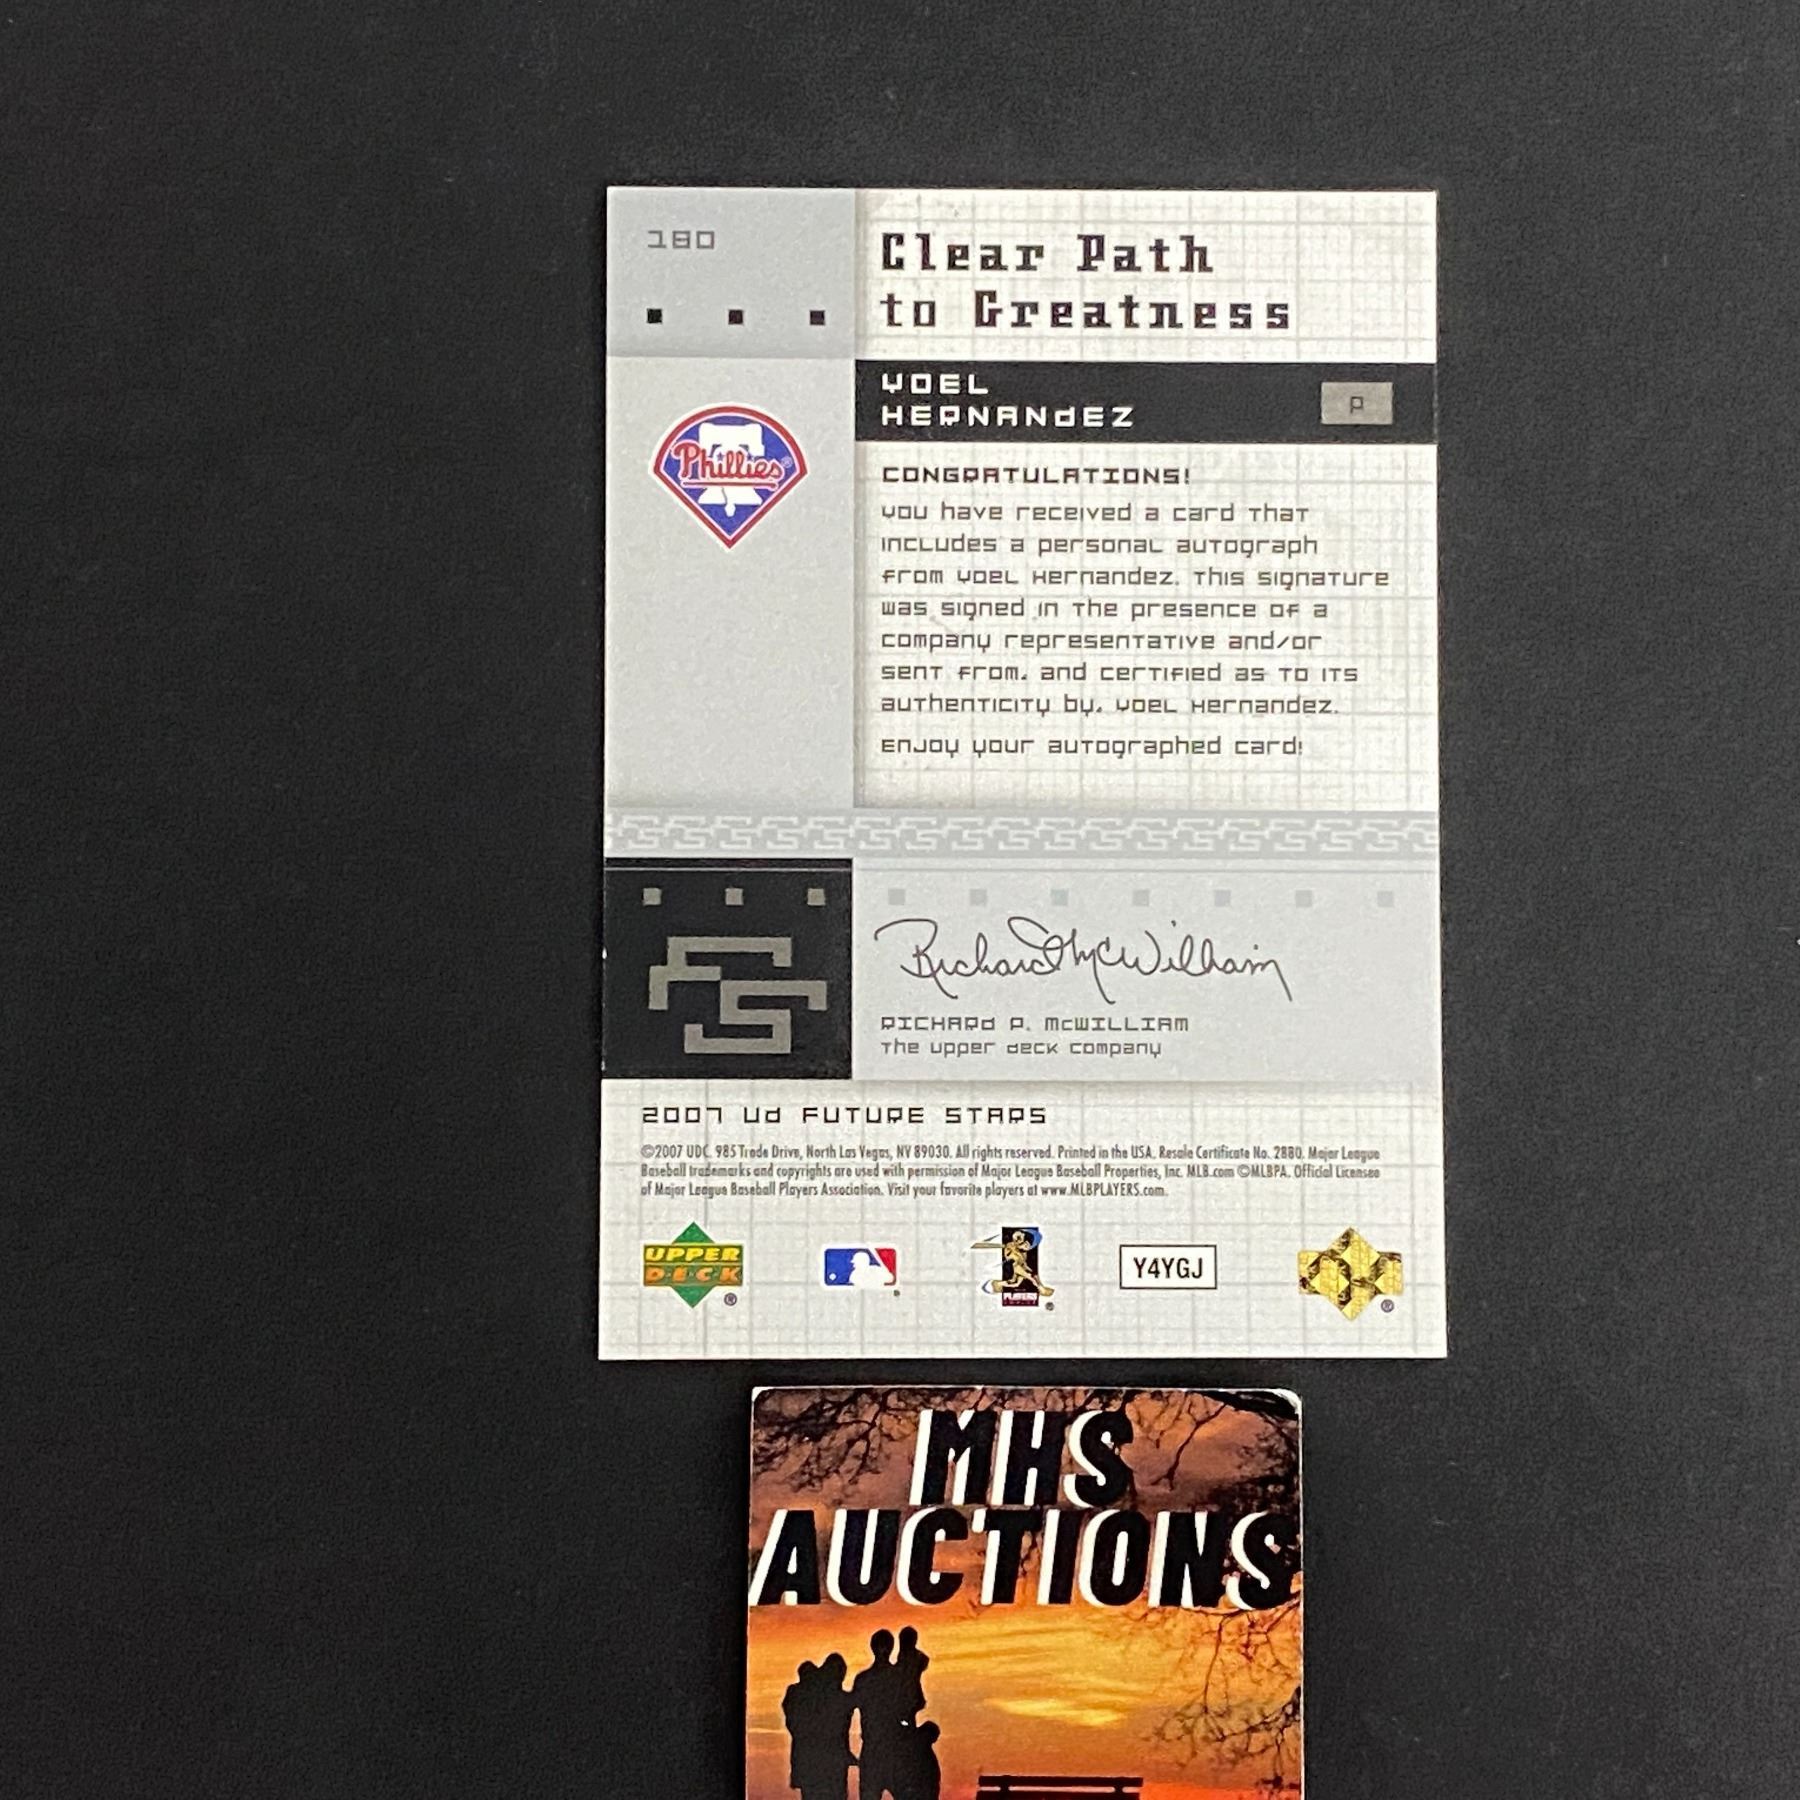 180
Clear Path
to Greatness
YOEL
HERNANDEZ
P
Phillies®
CONGRATULATIONS!
you have received a card that
includes a personal autograph
from yoel Hernandez. This signature
was signed in the presence of a
company representative and/or
sent from, and certified as to its
authenticity by, yoel Hernandez.
Enjoy your autographed card!
FS
Richard McWilliam
RICHARD P. McWILLIAM
The upper deck company
2007 Ud FUTURE STARS
©2007 UDC. 985 Trade Drive, North Las Vegas, NV 89030. All rights reserved. Printed in the USA. Resale Certificate No. 2880. Major League
Baseball trademarks and copyrights are used with permission of Major League Baseball Properties, Inc. MLB.com ©MLBPA. Official Licensee
of Major League Baseball Players Association. Visit your favorite players at www.MLBPLAYERS.com.
UPPER
DECK
®
PLAYERS
®
Y4YGJ
®
MHS
AUCTIONS